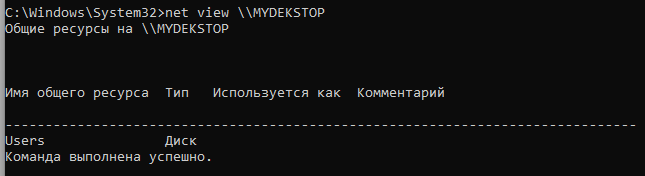 C:\Windows\System32>net view \\MYDEKSTOP
Общие ресурсы на \\MYDEKSTOP
Имя общего ресурса  Тип   Используется как  Комментарий
-------------------------------------------------------------------------------
Users               Диск
Команда выполнена успешно.